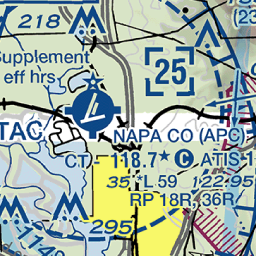 218
Supplement
eff hrs
25
TAC
NAPA CO (APC)
CT 118.7 C ATIS 1
35 *L 59 122.95
RP 18R, 36R
295
1149